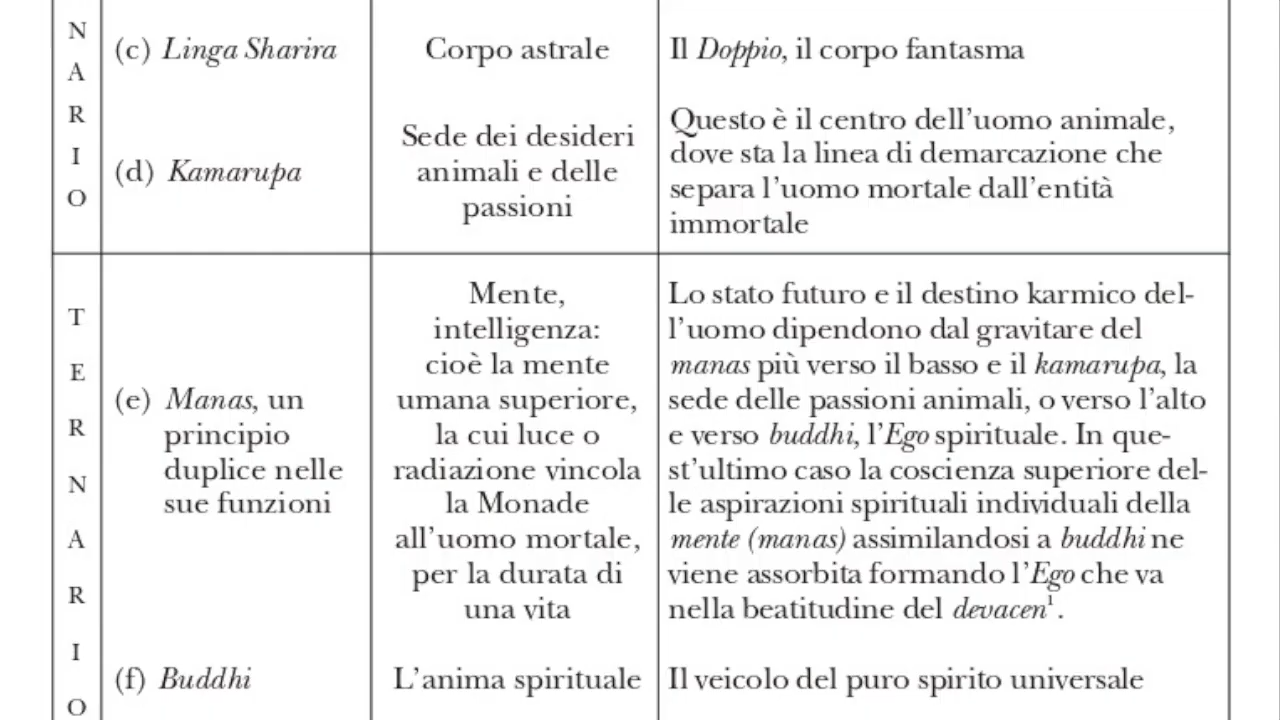 N
A
R
I
O
(c) Linga Sharira
Corpo astrale
Il Doppio, il corpo fantasma
(d) Kamarupa
Sede dei desideri
animali e delle
passioni
Questo è il centro dell'uomo animale,
dove sta la linea di demarcazione che
separa l'uomo mortale dall'entità
immortale
T
E
R
N
A
R
I
O
(e) Manas, un
principio
duplice nelle
sue funzioni
Mente,
intelligenza:
cioè la mente
umana superiore,
la cui luce o
radiazione vincola
la Monade
all'uomo mortale,
per la durata di
una vita
Lo stato futuro e il destino karmico del-
l'uomo dipendono dal gravitare del
manas più verso il basso e il kamarupa, la
sede delle passioni animali, o verso l'alto
e verso buddhi, l'Ego spirituale. In que-
st'ultimo caso la coscienza superiore del-
le aspirazioni spirituali individuali della
mente (manas) assimilandosi a buddhi ne
viene assorbita formando l'Ego che va
nella beatitudine del devacen¹.
(f) Buddhi
L'anima spirituale
Il veicolo del puro spirito universale